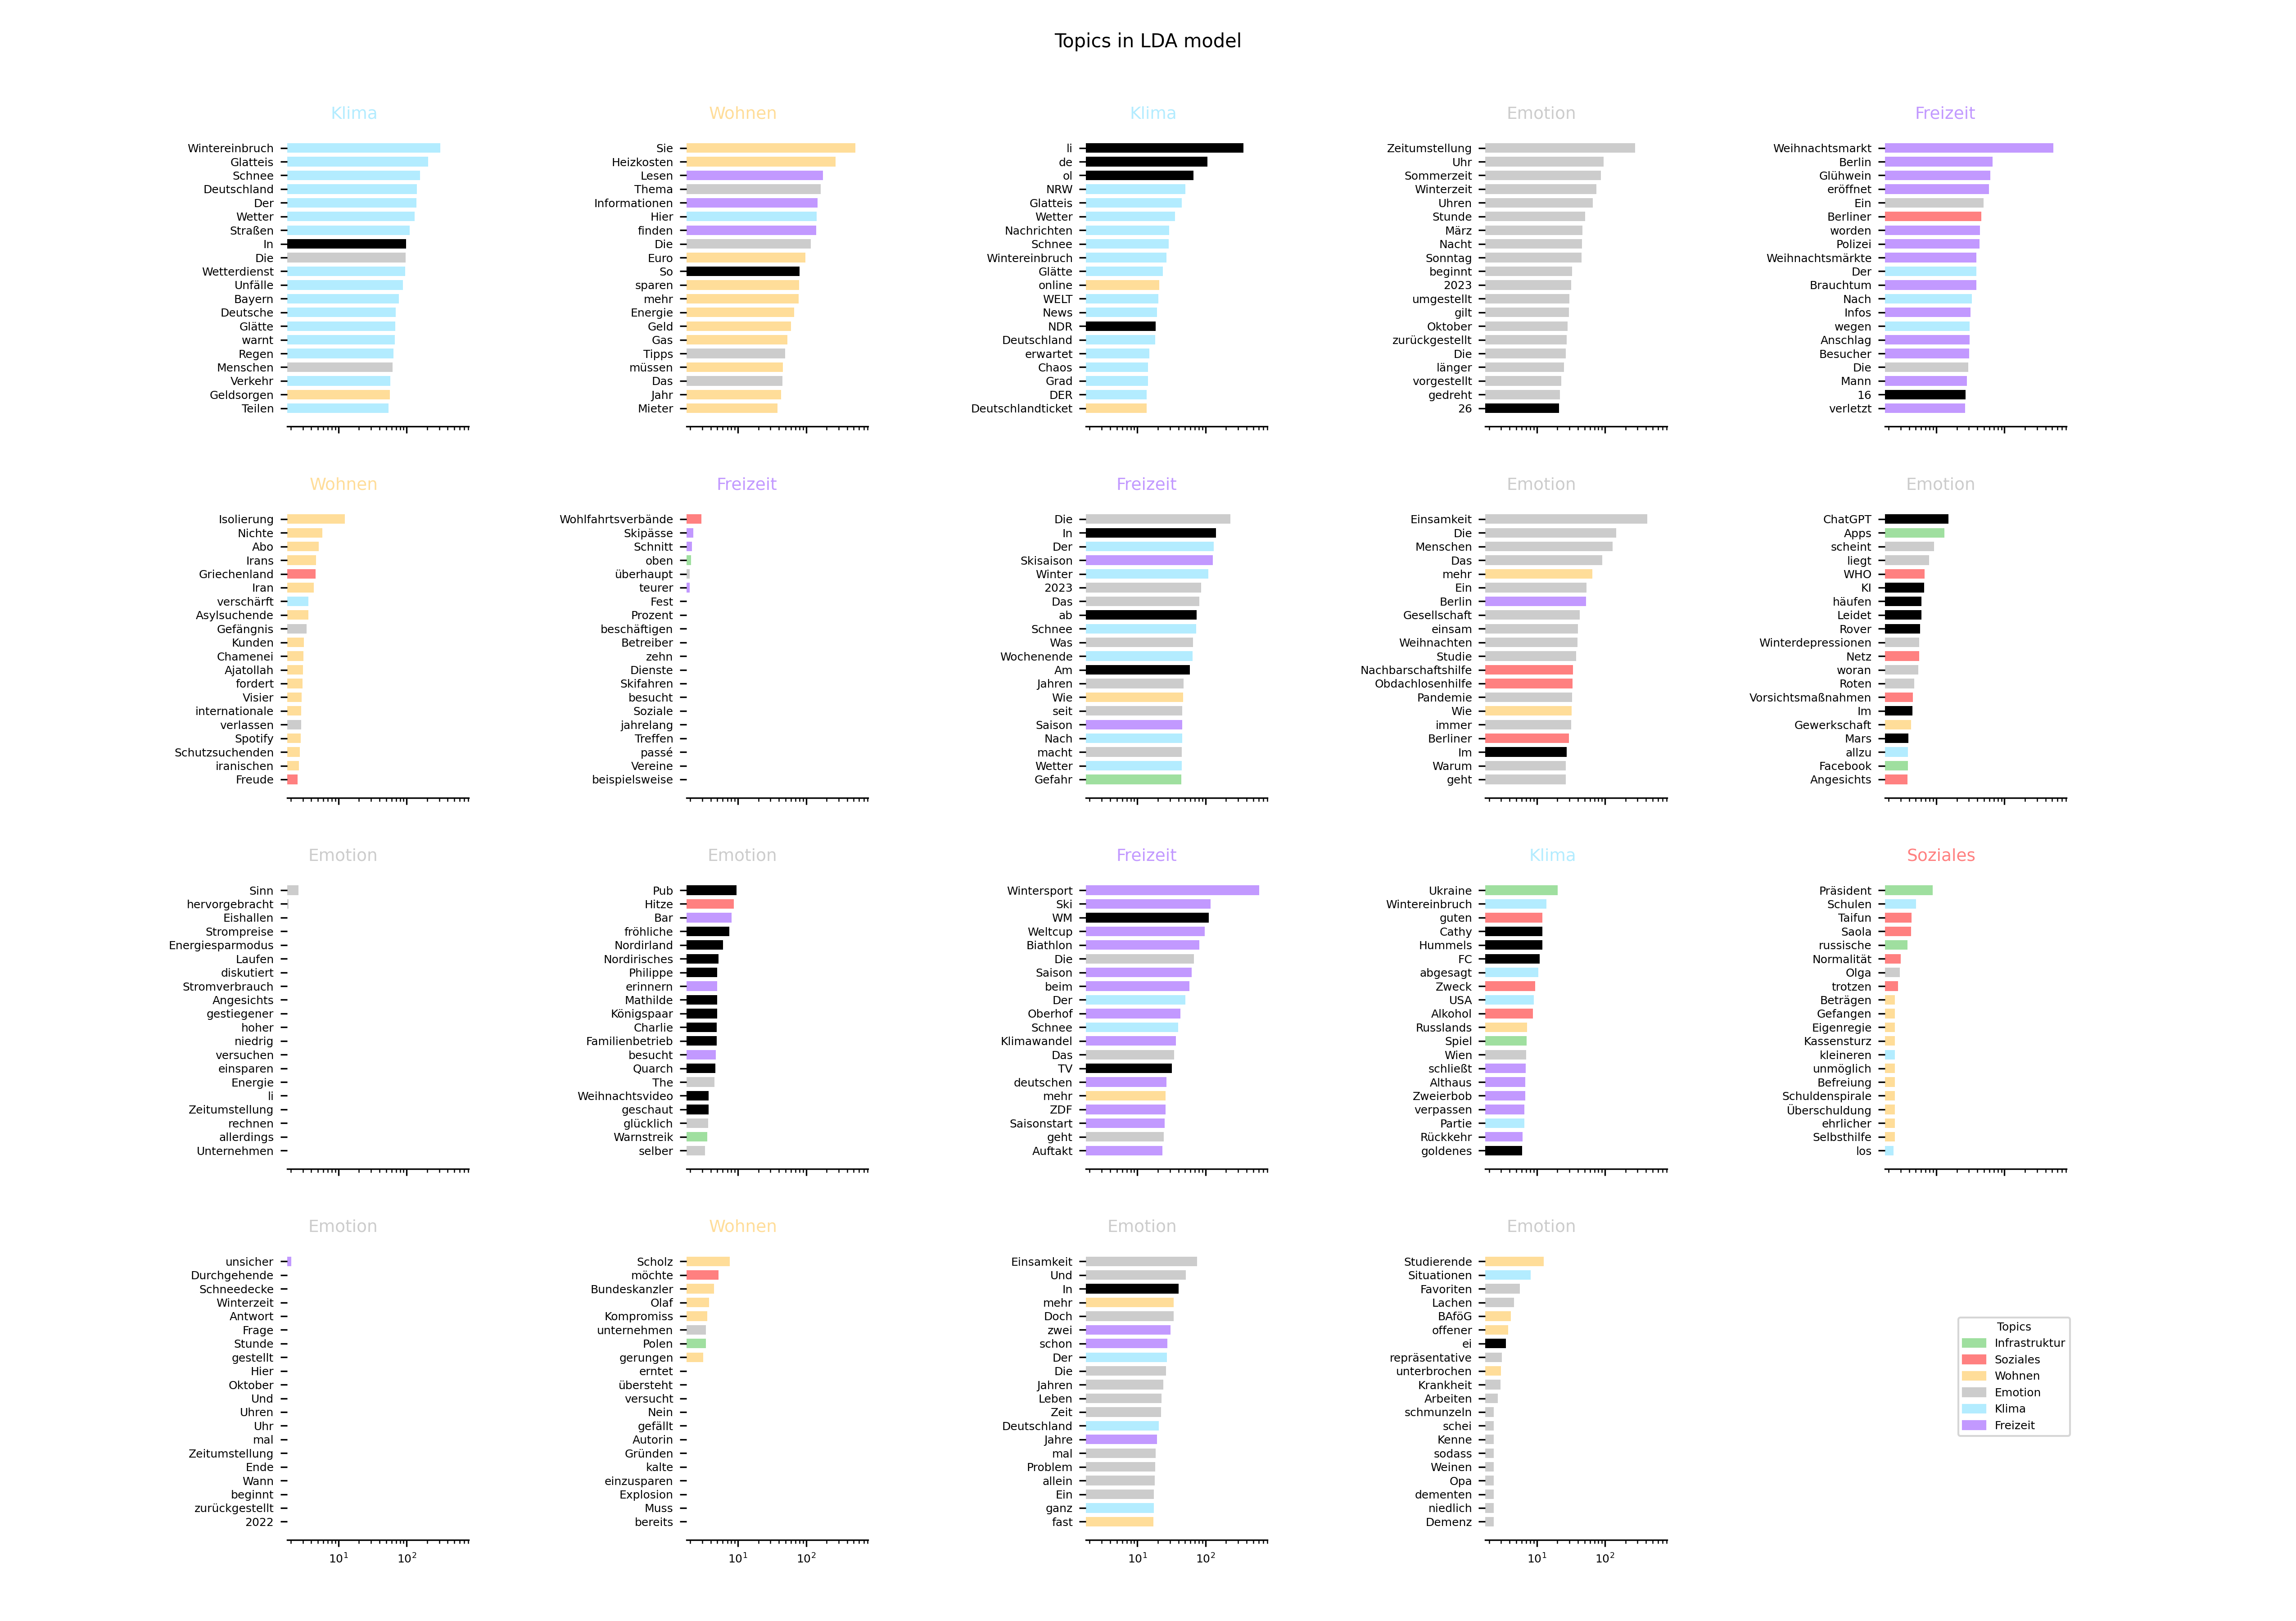 Topics in LDA model
Klima
Wintereinbruch
Glatteis
Schnee
Deutschland
Der
Wetter
Straßen
In
Die
Wetterdienst
Unfälle
Bayern
Deutsche
Glätte
warnt
Regen
Menschen
Verkehr
Geldsorgen
Teilen
Wohnen
Sie
Heizkosten
Lesen
Thema
Informationen
Hier
finden
Die
Euro
So
sparen
mehr
Energie
Geld
Gas
Tipps
müssen
Das
Jahr
Mieter
Klima
li
de
ol
NRW
Glatteis
Wetter
Nachrichten
Schnee
Wintereinbruch
Glätte
online
WELT
News
NDR
Deutschland
erwartet
Chaos
Grad
DER
Deutschlandticket
Emotion
Zeitumstellung
Uhr
Sommerzeit
Winterzeit
Uhren
Stunde
März
Nacht
Sonntag
beginnt
2023
umgestellt
gilt
Oktober
zurückgestellt
Die
länger
vorgestellt
gedreht
26
Freizeit
Weihnachtsmarkt
Berlin
Glühwein
eröffnet
Ein
Berliner
worden
Polizei
Weihnachtsmärkte
Der
Brauchtum
Nach
Infos
wegen
Anschlag
Besucher
Die
Mann
16
verletzt
Wohnen
Isolierung
Nichte
Abo
Irans
Griechenland
Iran
verschärft
Asylsuchende
Gefängnis
Kunden
Chamenei
Ajatollah
fordert
Visier
internationale
verlassen
Spotify
Schutzsuchenden
iranischen
Freude
Freizeit
Wohlfahrtsverbände
Skipässe
Schnitt
oben
überhaupt
teurer
Fest
Prozent
beschäftigen
Betreiber
zehn
Dienste
Skifahren
besucht
Soziale
jahrelang
Treffen
passé
Vereine
beispielsweise
Freizeit
Die
In
Der
Skisaison
Winter
2023
Das
ab
Schnee
Was
Wochenende
Am
Jahren
Wie
seit
Saison
Nach
macht
Wetter
Gefahr
Emotion
Einsamkeit
Die
Menschen
Das
mehr
Ein
Berlin
Gesellschaft
einsam
Weihnachten
Studie
Nachbarschaftshilfe
Obdachlosenhilfe
Pandemie
Wie
immer
Berliner
Im
Warum
geht
Emotion
ChatGPT
Apps
scheint
liegt
WHO
KI
häufen
Leidet
Rover
Winterdepressionen
Netz
woran
Roten
Vorsichtsmaßnahmen
Im
Gewerkschaft
Mars
allzu
Facebook
Angesichts
Emotion
Sinn
hervorgebracht
Eishallen
Strompreise
Energiesparmodus
Laufen
diskutiert
Stromverbrauch
Angesichts
gestiegener
hoher
niedrig
versuchen
einsparen
Energie
li
Zeitumstellung
rechnen
allerdings
Unternehmen
Emotion
Pub
Hitze
Bar
fröhliche
Nordirland
Nordirisches
Philippe
erinnern
Mathilde
Königspaar
Charlie
Familienbetrieb
besucht
Quarch
The
Weihnachtsvideo
geschaut
glücklich
Warnstreik
selber
Freizeit
Wintersport
Ski
WM
Weltcup
Biathlon
Die
Saison
beim
Der
Oberhof
Schnee
Klimawandel
Das
TV
deutschen
mehr
ZDF
Saisonstart
geht
Auftakt
Klima
Ukraine
Wintereinbruch
guten
Cathy
Hummels
FC
abgesagt
Zweck
USA
Alkohol
Russlands
Spiel
Wien
schließt
Althaus
Zweierbob
verpassen
Partie
Rückkehr
goldenes
Soziales
Präsident
Schulen
Taifun
Saola
russische
Normalität
Olga
trotzen
Beträgen
Gefangen
Eigenregie
Kassensturz
kleineren
unmöglich
Befreiung
Schuldenspirale
Überschuldung
ehrlicher
Selbsthilfe
los
Emotion
unsicher
Durchgehende
Schneedecke
Winterzeit
Antwort
Frage
Stunde
gestellt
Hier
Oktober
Und
Uhren
Uhr
mal
Zeitumstellung
Ende
Wann
beginnt
zurückgestellt
2022
10¹ 10²
Wohnen
Scholz
möchte
Bundeskanzler
Olaf
Kompromiss
unternehmen
Polen
gerungen
erntet
übersteht
versucht
Nein
gefällt
Autorin
Gründen
kalte
einzusparen
Explosion
Muss
bereits
10¹ 10²
Emotion
Einsamkeit
Und
In
mehr
Doch
zwei
schon
Der
Die
Jahren
Leben
Zeit
Deutschland
Jahre
mal
Problem
allein
Ein
ganz
fast
10¹ 10²
Emotion
Studierende
Situationen
Favoriten
Lachen
BAföG
offener
ei
repräsentative
unterbrochen
Krankheit
Arbeiten
schmunzeln
schei
Kenne
sodass
Weinen
Opa
dementen
niedlich
Demenz
10¹ 10²
Topics
Infrastruktur
Soziales
Wohnen
Emotion
Klima
Freizeit